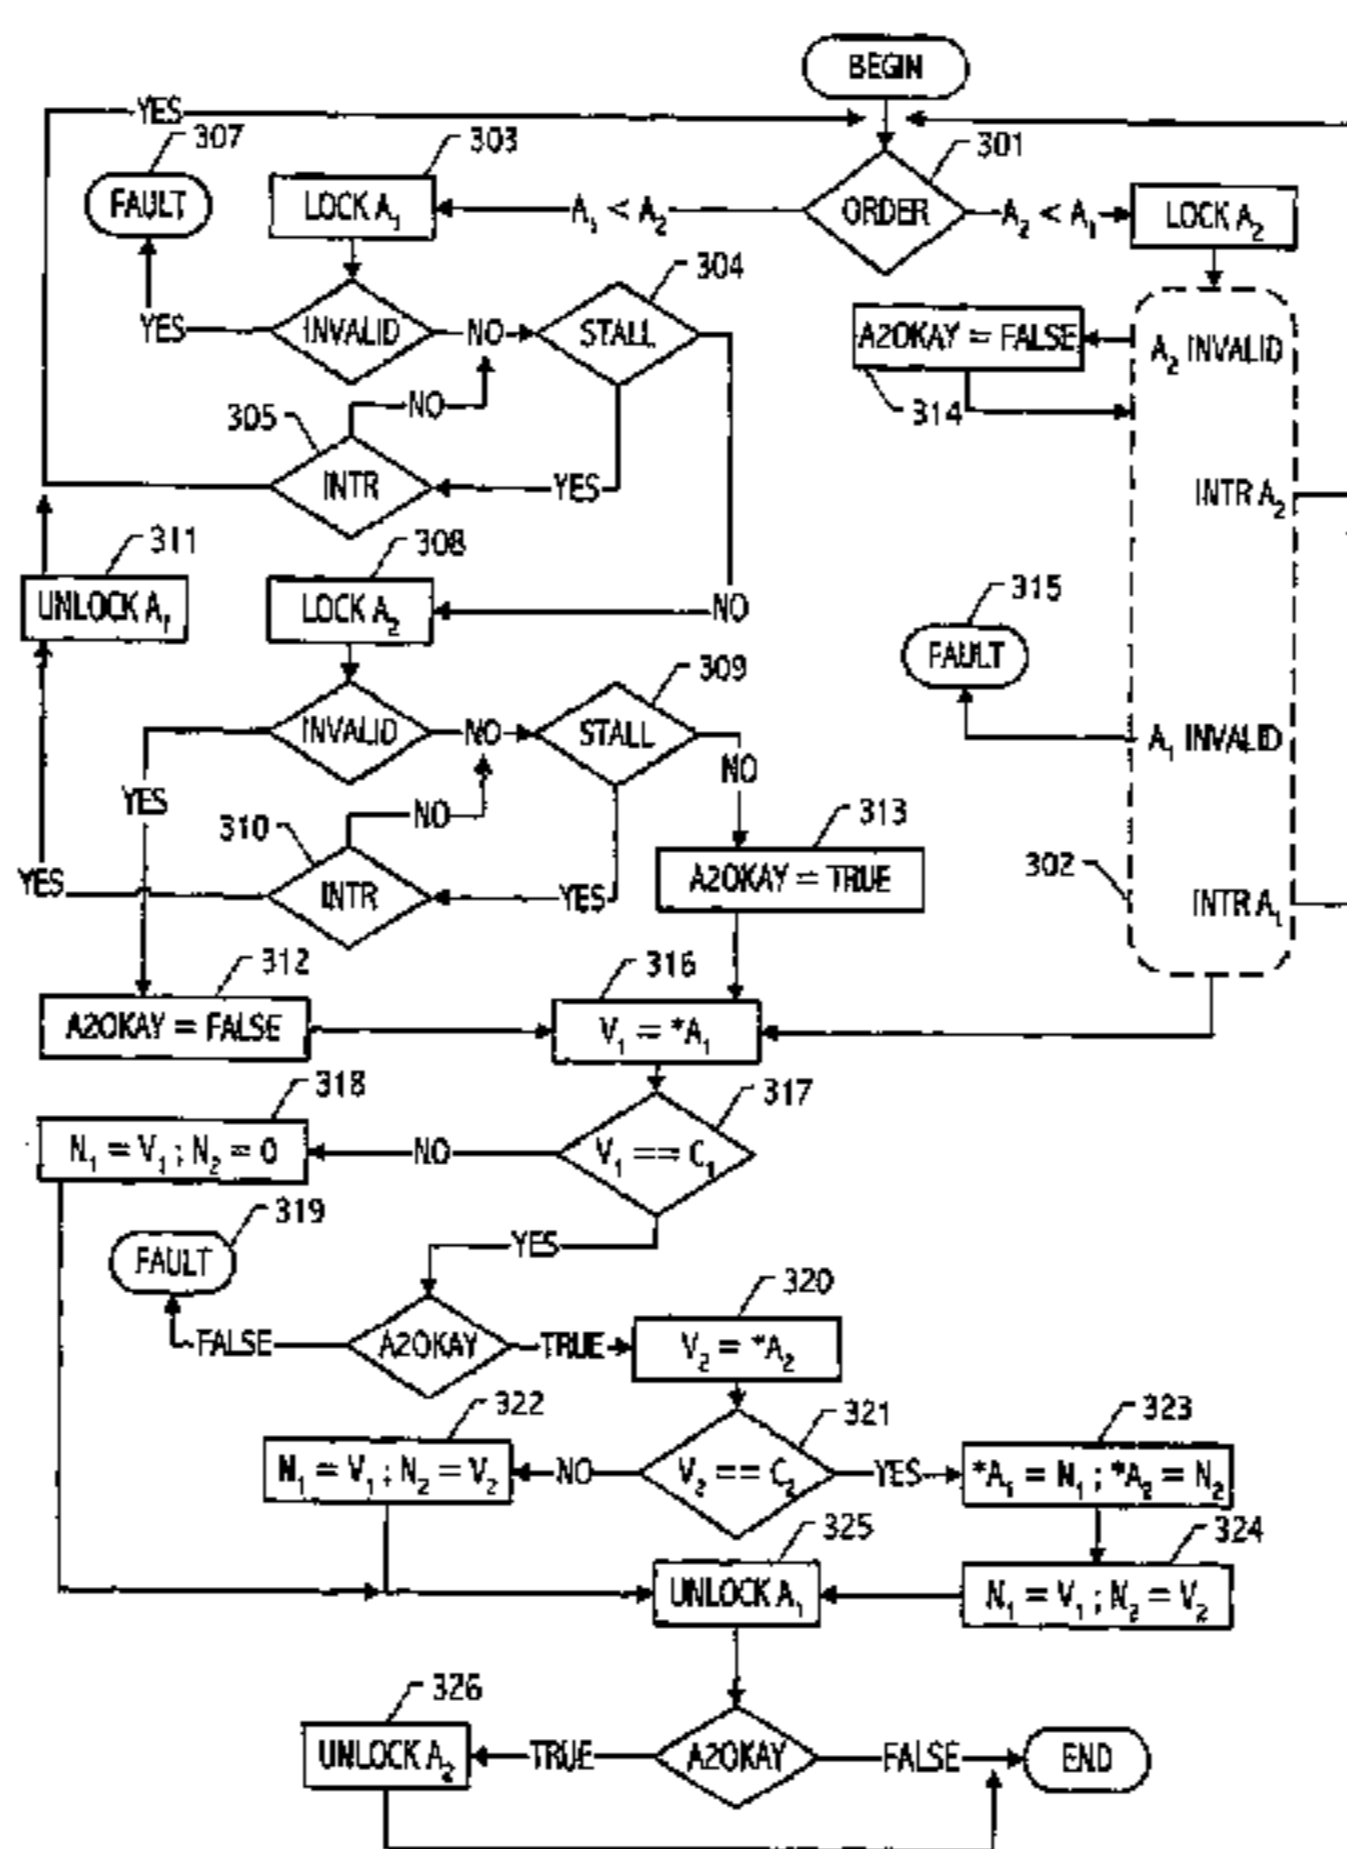 BEGIN
YES
307
303
301
FAULT
LOCK A₁
A₁ < A₂
ORDER
A₂ < A₁
LOCK A₂
304
YES
INVALID
NO
STALL
A2OKAY = FALSE
A₂ INVALID
314
305
NO
INTR
YES
INTR A₂
311
308
UNLOCK A₁
LOCK A₂
NO
315
FAULT
309
INVALID
NO
STALL
A₁ INVALID
NO
YES
310
NO
313
302
YES
INTR
YES
A2OKAY = TRUE
INTR A₁
312
316
A2OKAY = FALSE
V₁ = *A₁
318
317
N₁ = V₁ ; N₂ = 0
NO
V₁ == C₁
319
FAULT
YES
320
FALSE
A2OKAY
TRUE
V₂ = *A₂
322
321
323
N₁ = V₁ ; N₂ = V₂
NO
V₂ == C₂
YES
*A₁ = N₁ ; *A₂ = N₂
325
324
UNLOCK A₁
N₁ = V₁ ; N₂ = V₂
326
UNLOCK A₂
TRUE
A2OKAY
FALSE
END